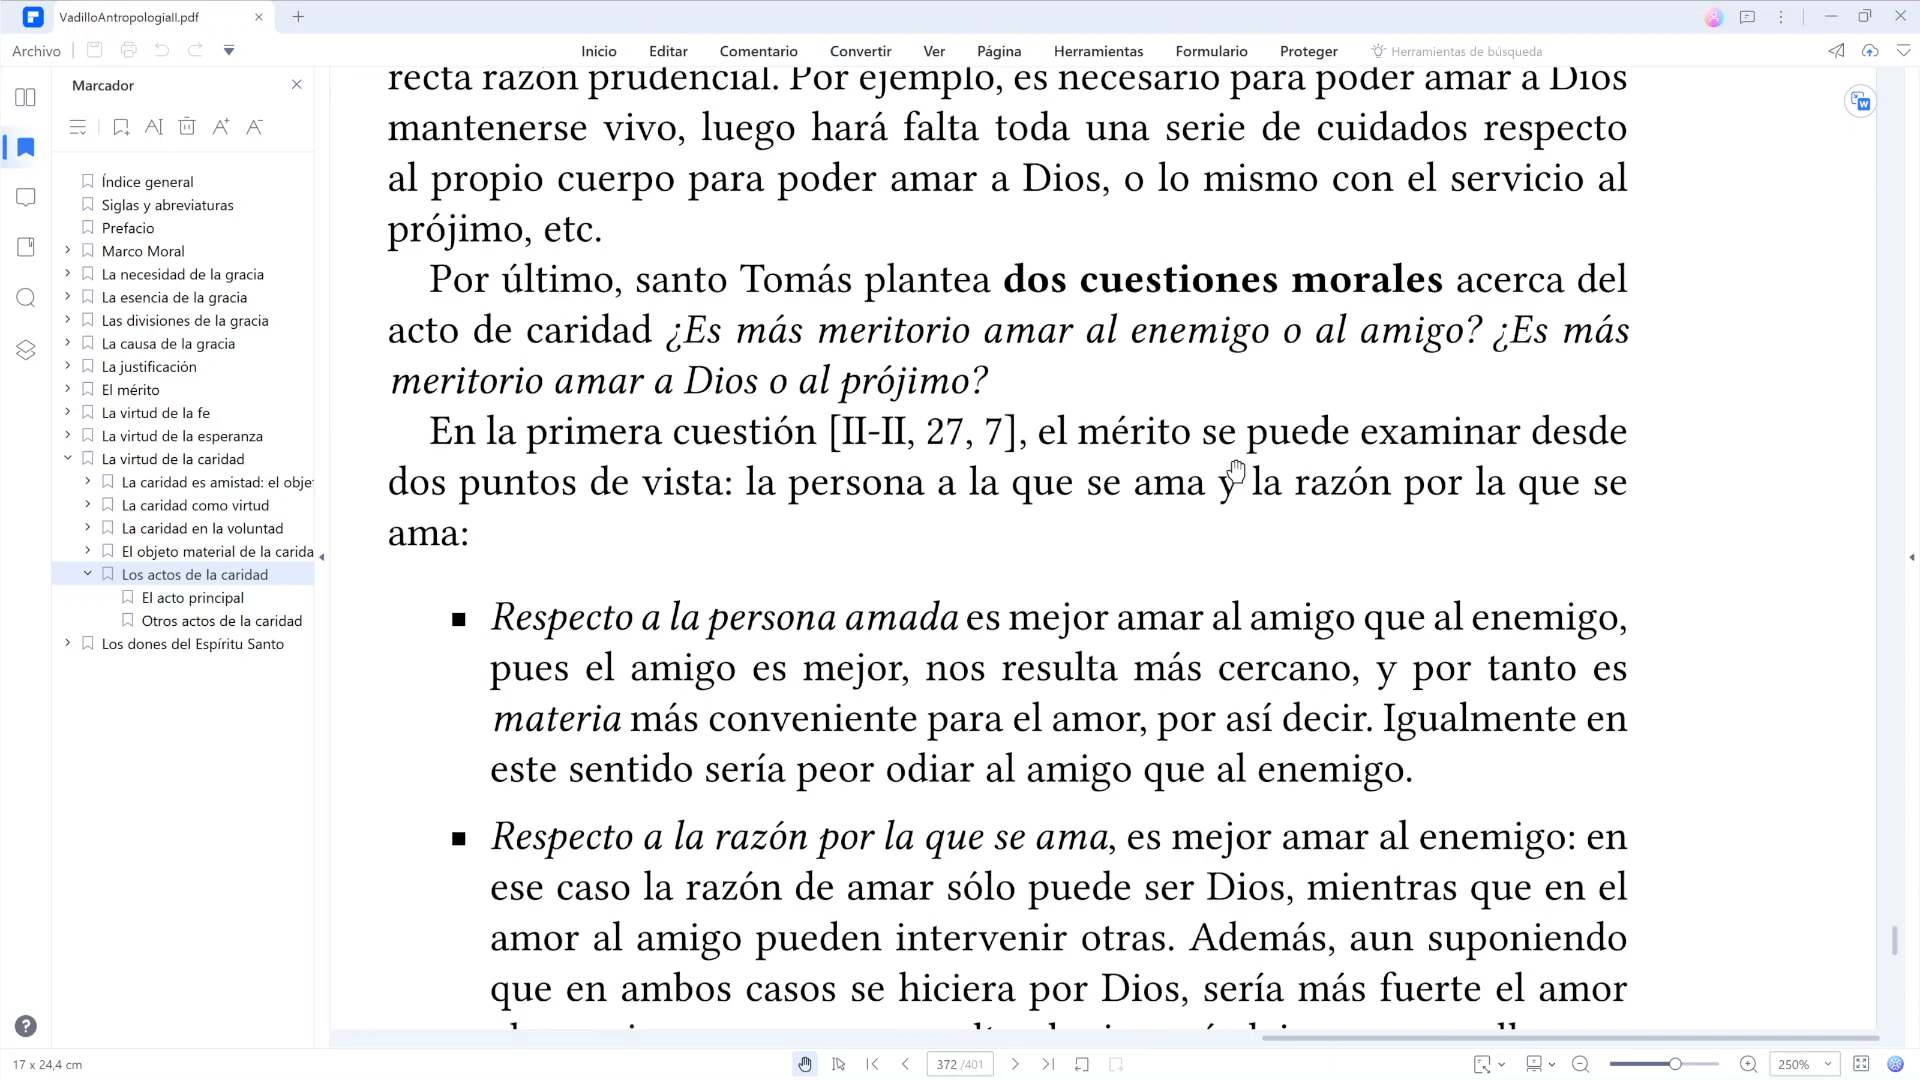 VadilloAntropologiaII.pdf
Archivo
Inicio
Editar
Comentario
Convertir
Ver
Página
Herramientas
Formulario
Proteger
Herramientas de búsqueda
Marcador
Índice general
Siglas y abreviaturas
Prefacio
Marco Moral
La necesidad de la gracia
La esencia de la gracia
Las divisiones de la gracia
La causa de la gracia
La justificación
El mérito
La virtud de la fe
La virtud de la esperanza
La virtud de la caridad
La caridad es amistad: el obje
La caridad como virtud
La caridad en la voluntad
El objeto material de la carida
Los actos de la caridad
El acto principal
Otros actos de la caridad
Los dones del Espíritu Santo
recta razón prudencial. Por ejemplo, es necesario para poder amar a Dios
mantenerse vivo, luego hará falta toda una serie de cuidados respecto
al propio cuerpo para poder amar a Dios, o lo mismo con el servicio al
prójimo, etc.
Por último, santo Tomás plantea dos cuestiones morales acerca del
acto de caridad ¿Es más meritorio amar al enemigo o al amigo? ¿Es más
meritorio amar a Dios o al prójimo?
En la primera cuestión [II-II, 27, 7], el mérito se puede examinar desde
dos puntos de vista: la persona a la que se ama y la razón por la que se
ama:
■ Respecto a la persona amada es mejor amar al amigo que al enemigo,
pues el amigo es mejor, nos resulta más cercano, y por tanto es
materia más conveniente para el amor, por así decir. Igualmente en
este sentido sería peor odiar al amigo que al enemigo.
■ Respecto a la razón por la que se ama, es mejor amar al enemigo: en
ese caso la razón de amar sólo puede ser Dios, mientras que en el
amor al amigo pueden intervenir otras. Además, aun suponiendo
que en ambos casos se hiciera por Dios, sería más fuerte el amor
17 x 24,4 cm
372 /401
250%